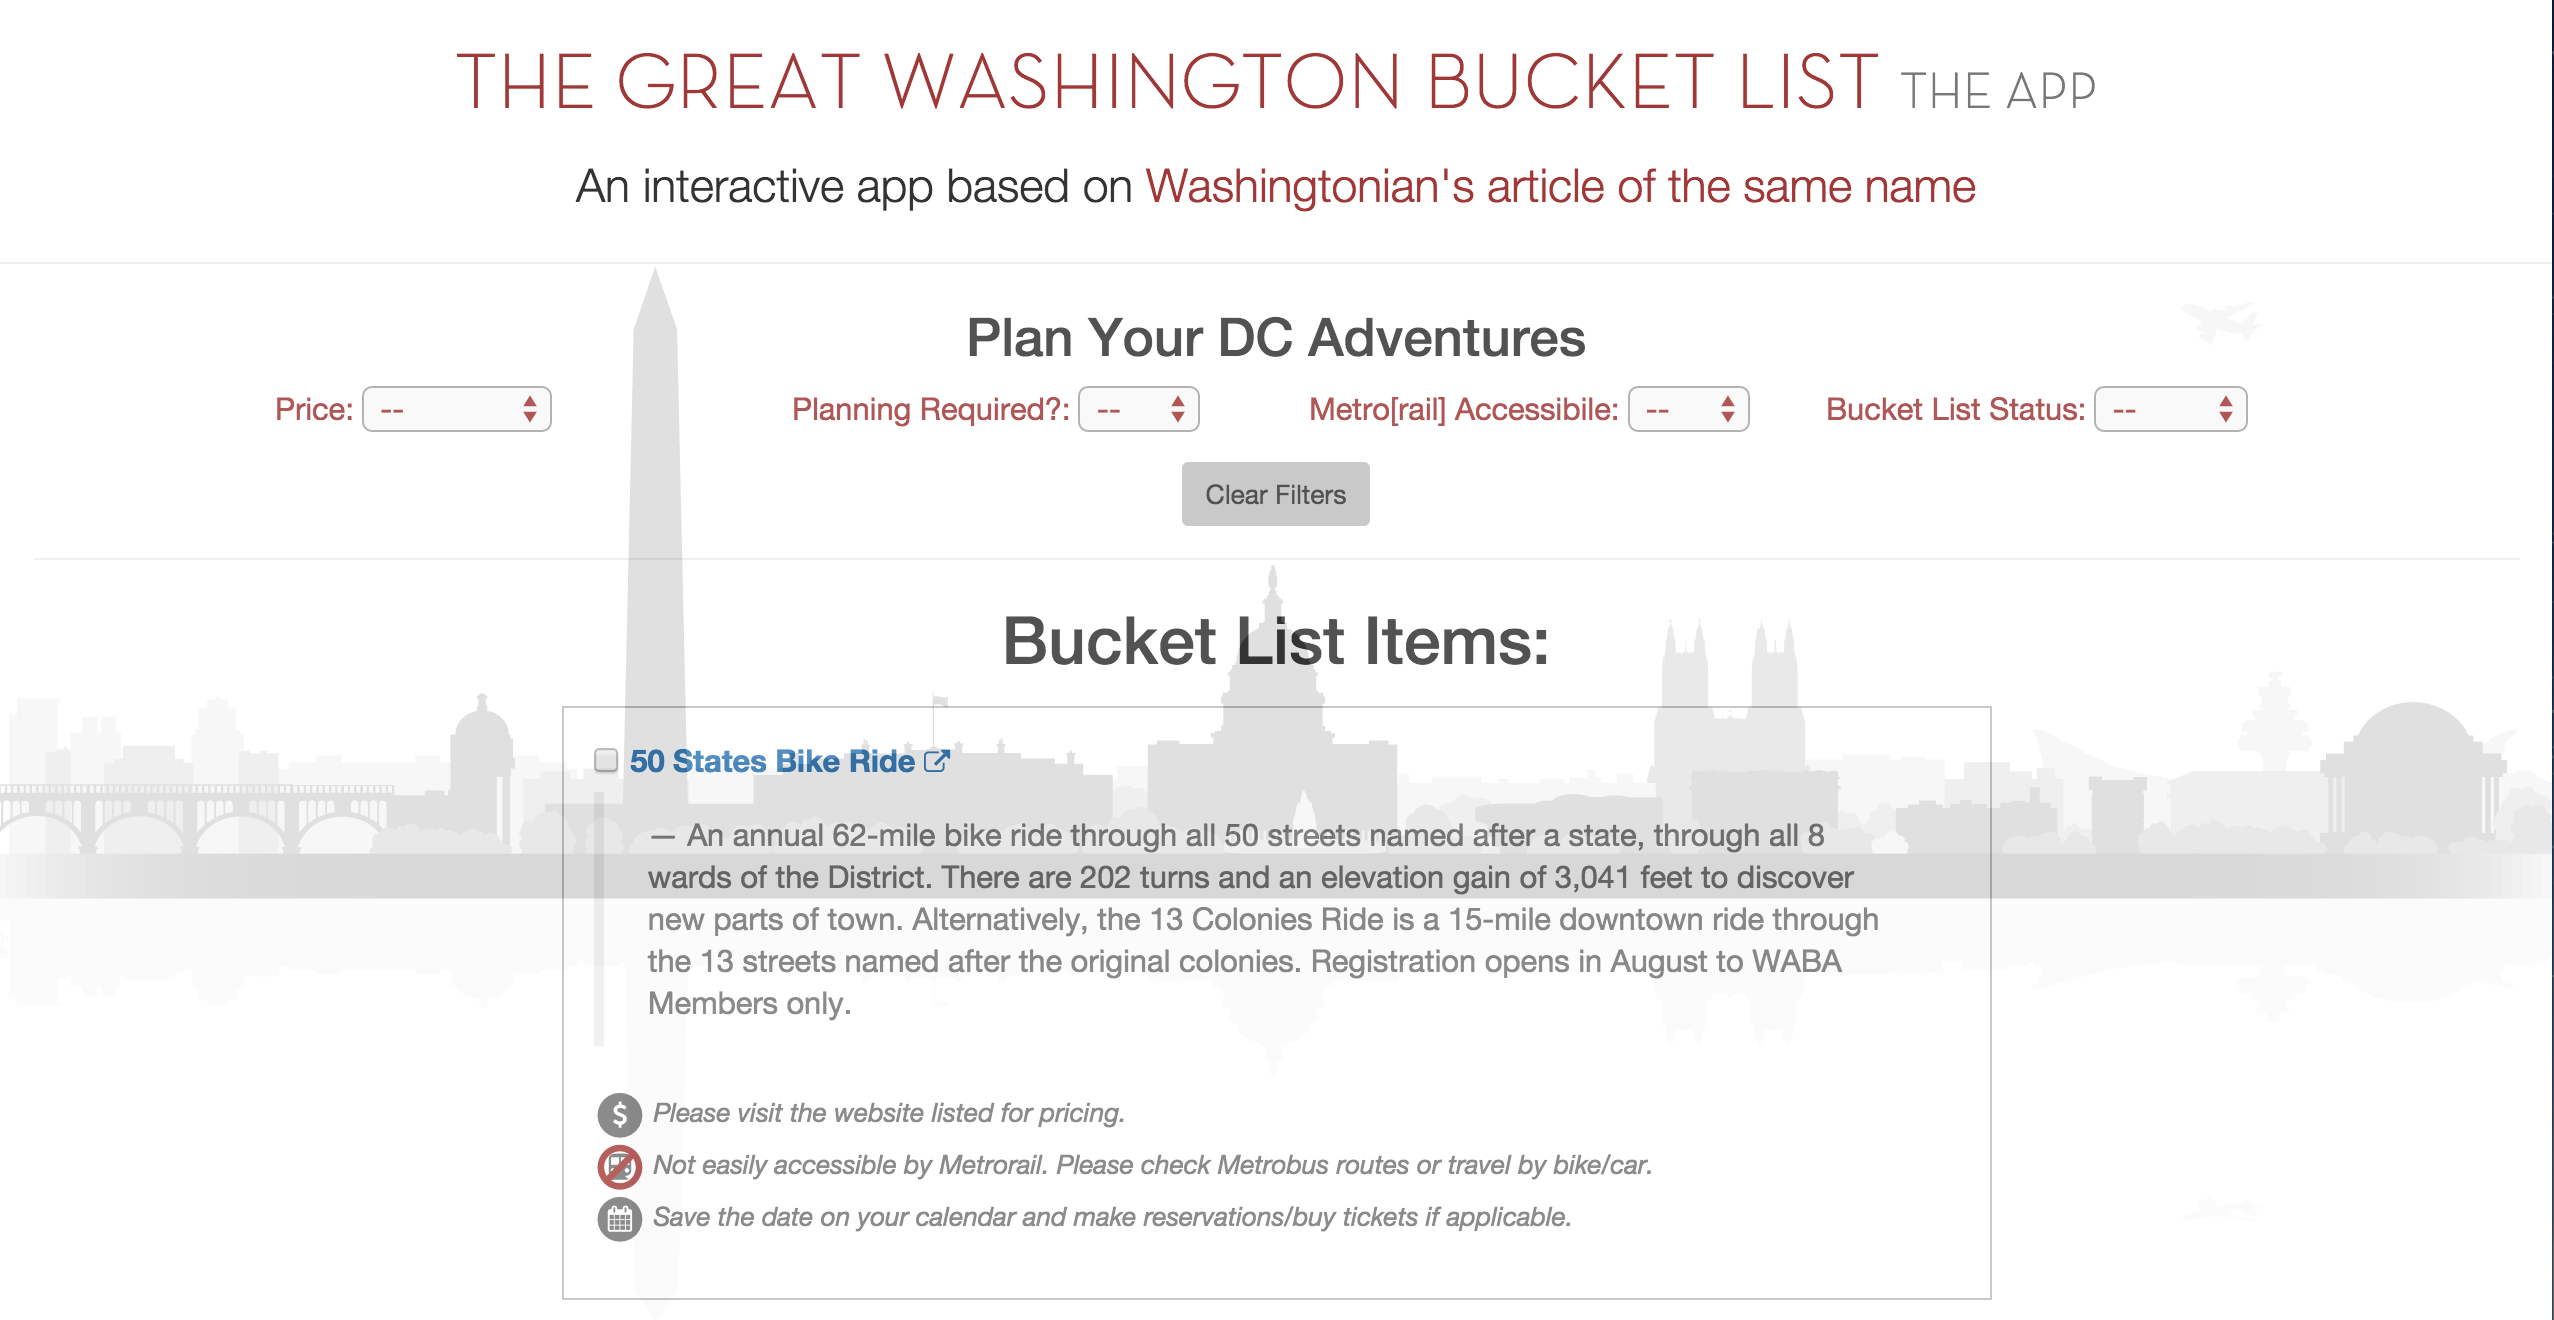 THE GREAT WASHINGTON BUCKET LIST THE APP
An interactive app based on Washingtonian's article of the same name
Plan Your DC Adventures
Price: -- Planning Required?: -- Metro[rail] Accessibile: -- Bucket List Status: --
Clear Filters
Bucket List Items:
50 States Bike Ride
— An annual 62-mile bike ride through all 50 streets named after a state, through all 8
wards of the District. There are 202 turns and an elevation gain of 3,041 feet to discover
new parts of town. Alternatively, the 13 Colonies Ride is a 15-mile downtown ride through
the 13 streets named after the original colonies. Registration opens in August to WABA
Members only.
$ Please visit the website listed for pricing.
Not easily accessible by Metrorail. Please check Metrobus routes or travel by bike/car.
Save the date on your calendar and make reservations/buy tickets if applicable.